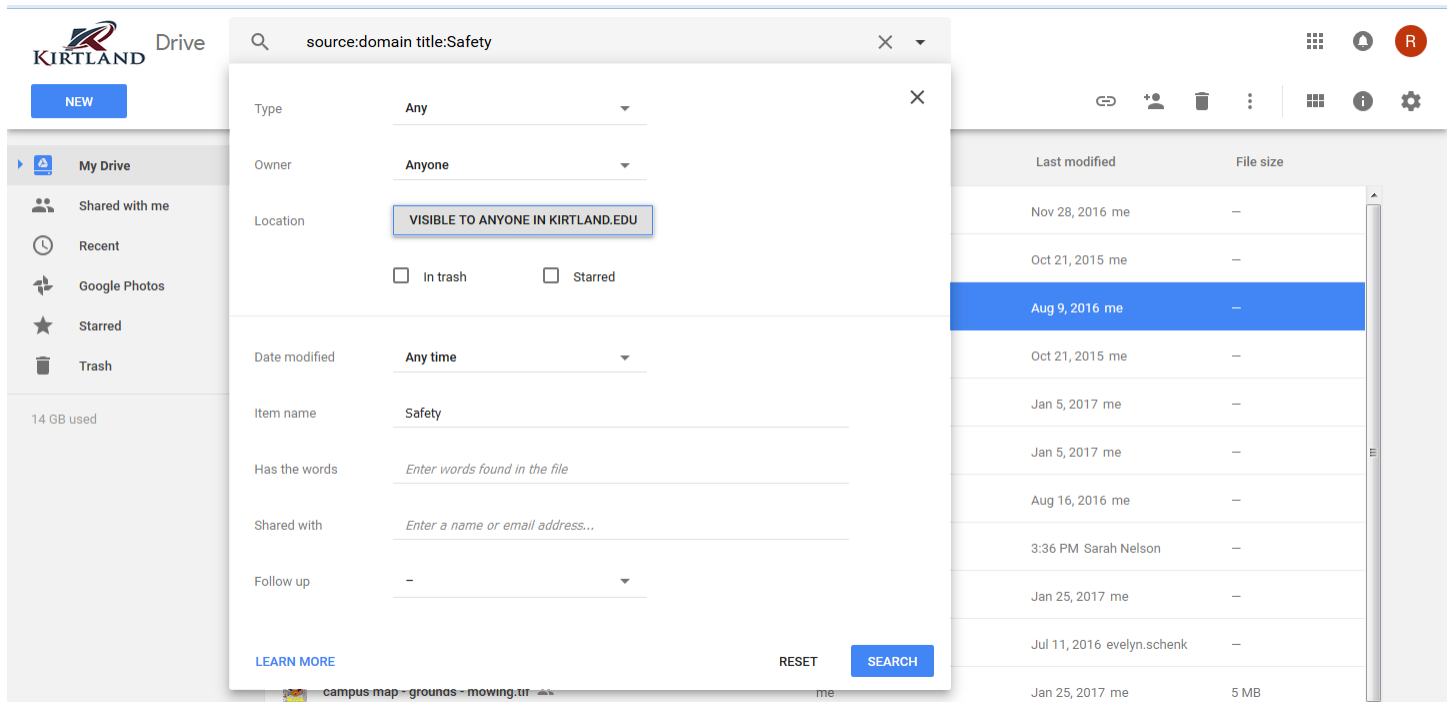 KIRTLAND Drive source:domain title:Safety R
NEW
Type Any
Owner Anyone
Location VISIBLE TO ANYONE IN KIRTLAND.EDU
In trash Starred
Date modified Any time
Item name Safety
Has the words Enter words found in the file
Shared with Enter a name or email address...
Follow up –
LEARN MORE RESET SEARCH
My Drive
Shared with me
Recent
Google Photos
Starred
Trash
14 GB used
Last modified File size
Nov 28, 2016 me —
Oct 21, 2015 me —
Aug 9, 2016 me —
Oct 21, 2015 me —
Jan 5, 2017 me —
Jan 5, 2017 me —
Aug 16, 2016 me —
3:36 PM Sarah Nelson —
Jan 25, 2017 me —
Jul 11, 2016 evelyn.schenk —
campus map - grounds - mowing.tif me Jan 25, 2017 me 5 MB